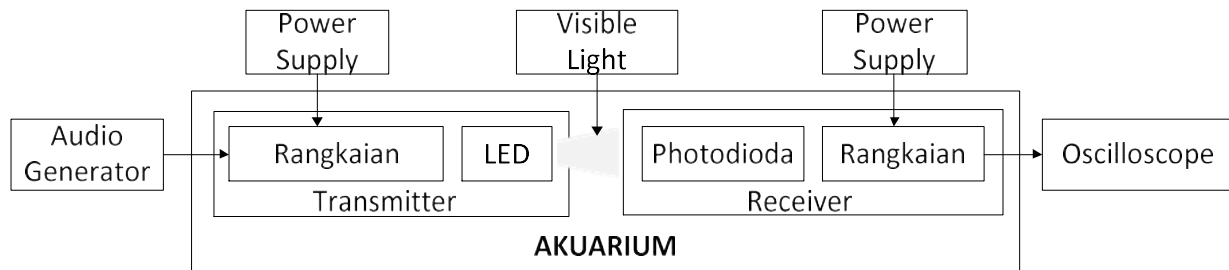 Power
Supply
Visible
Light
Power
Supply
Audio
Generator
Rangkaian
LED
Transmitter
Photodioda
Rangkaian
Receiver
Oscilloscope
AKUARIUM